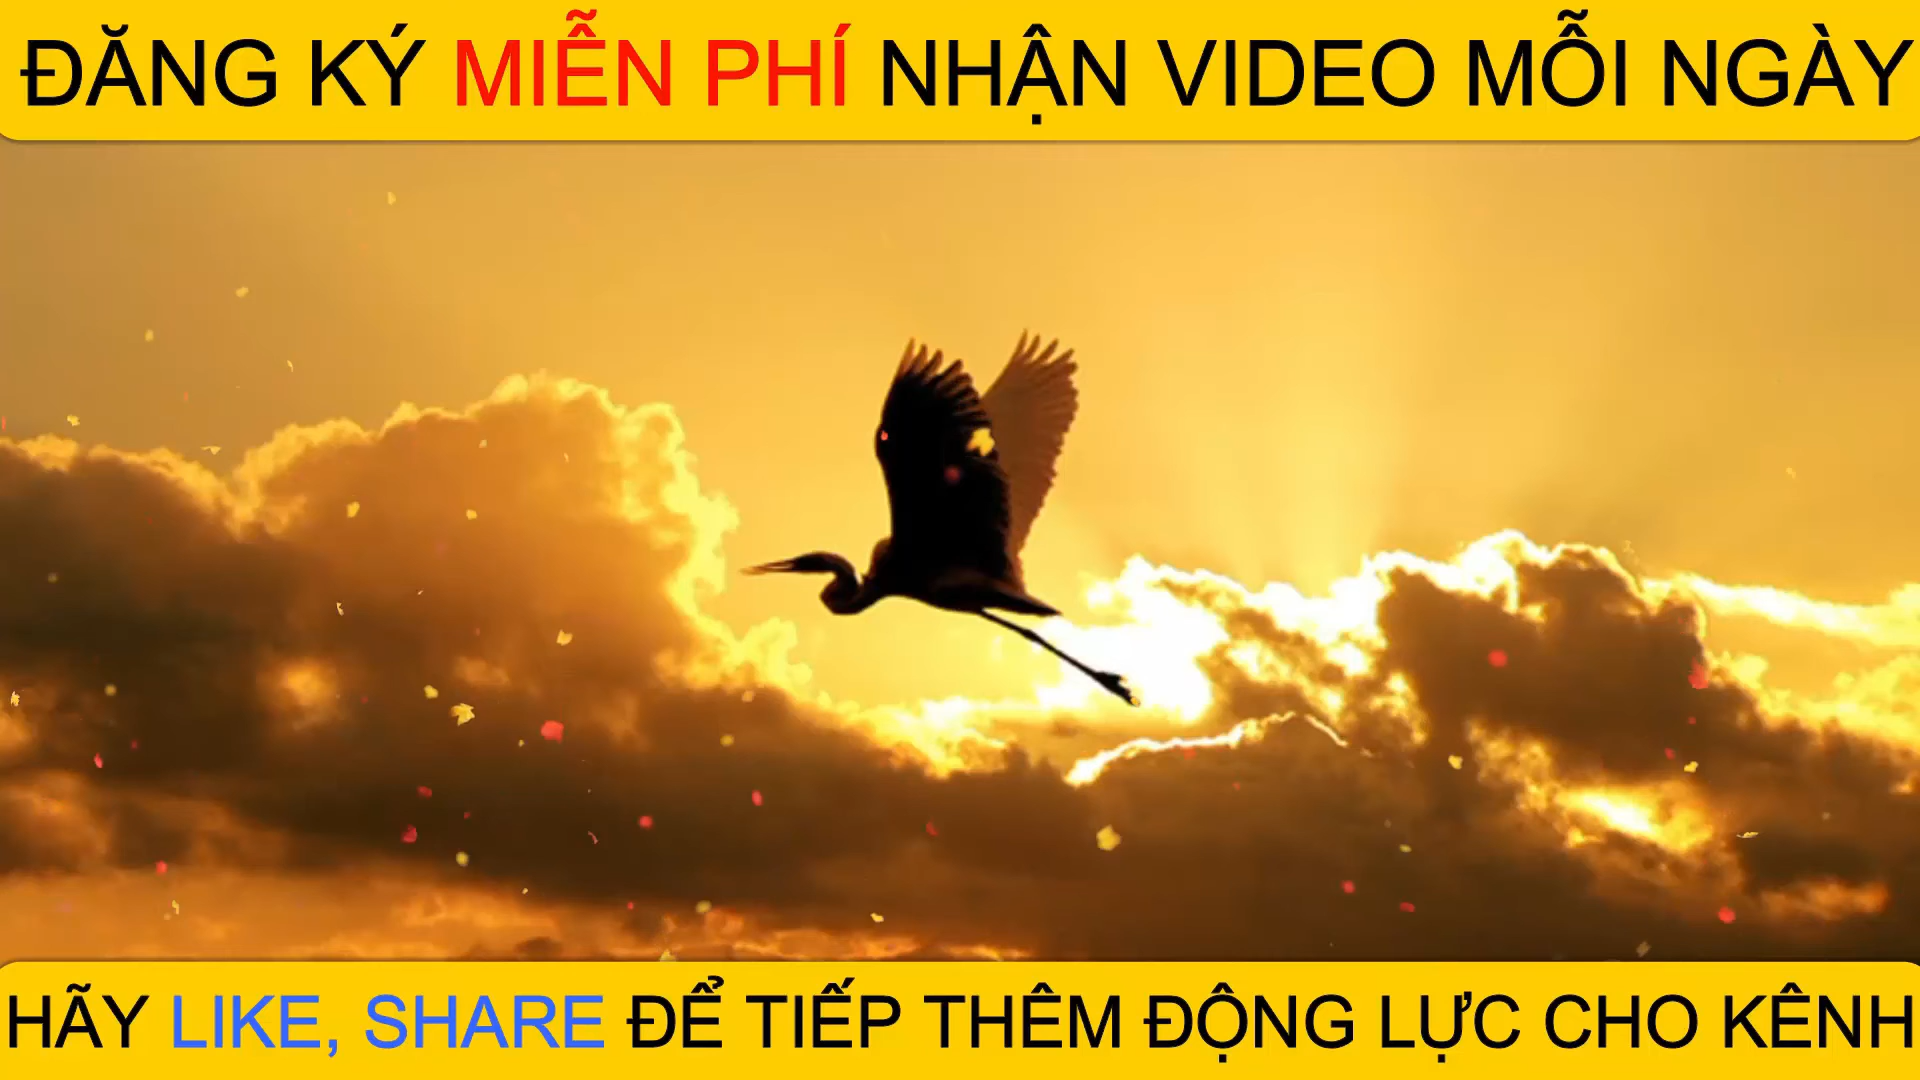 ĐĂNG KÝ MIỄN PHÍ NHẬN VIDEO MỖI NGÀY
HÃY LIKE, SHARE ĐỂ TIẾP THÊM ĐỘNG LỰC CHO KÊNH